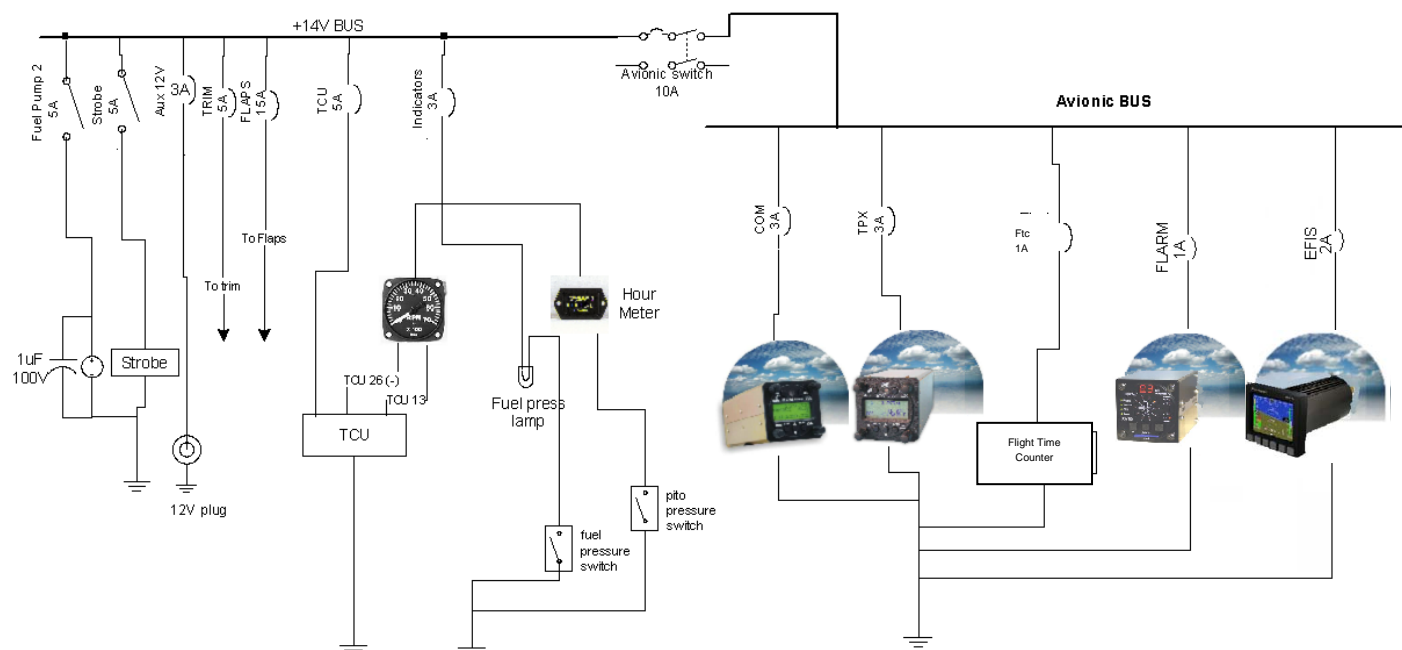 +14V BUS
Fuel Pump 2
5A
Strobe
5A
Aux 12V
3A
TRIM
5A
FLAPS
15A
TCU
5A
Indicators
3A
Avionic switch
10A
Avionic BUS
COM
3A
TPX
3A
Ftc
1A
FLARM
1A
EFIS
2A
To Flaps
To trim
Hour
Meter
1uF
100V
Strobe
RPM
X 100
TCU 26 (-)
TCU 13
Fuel press
lamp
TCU
Flight Time
Counter
12V plug
pito
pressure
switch
fuel
pressure
switch